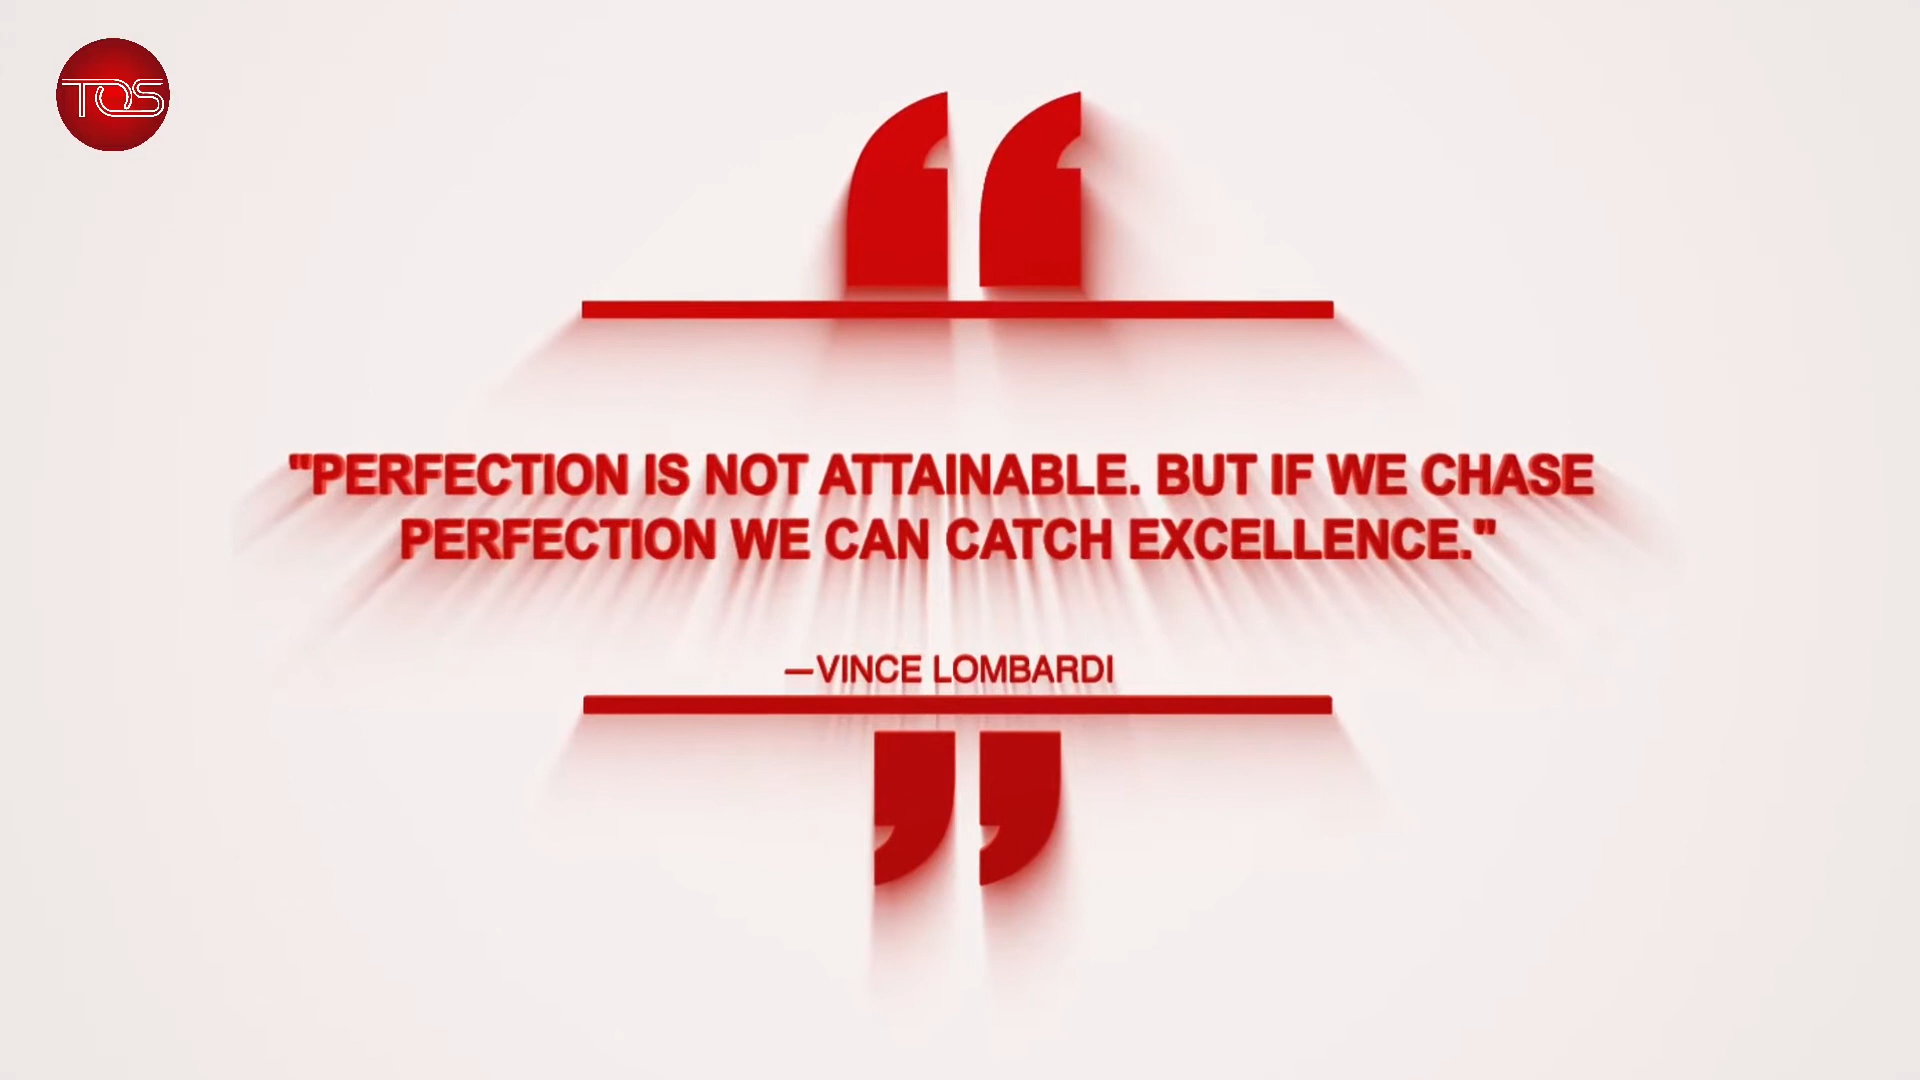 TQS
"PERFECTION IS NOT ATTAINABLE. BUT IF WE CHASE
PERFECTION WE CAN CATCH EXCELLENCE."
—VINCE LOMBARDI